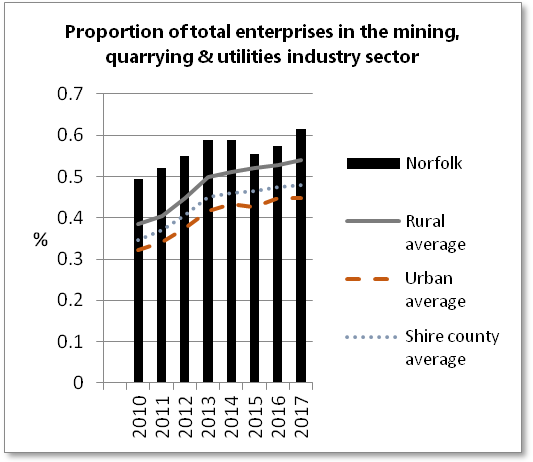 Proportion of total enterprises in the mining,
quarrying & utilities industry sector
0.7
0.6
0.5
0.4
0.3
0.2
0.1
0
%
2010
2011
2012
2013
2014
2015
2016
2017
Norfolk
Rural
average
Urban
average
Shire county
average